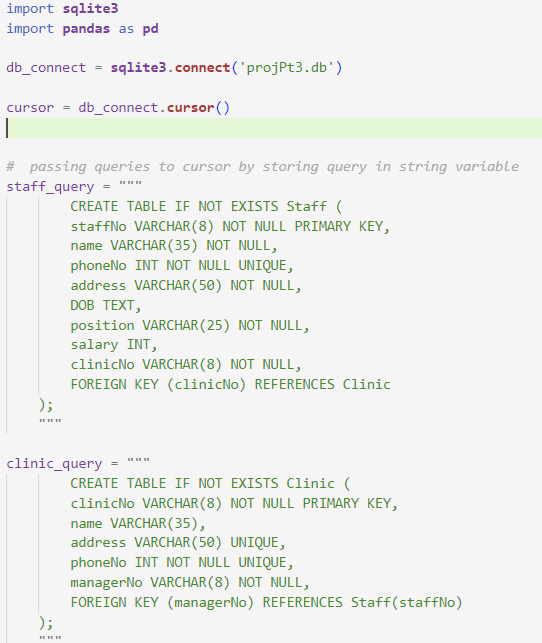 import sqlite3
import pandas as pd
db_connect = sqlite3.connect('projPt3.db')
cursor = db_connect.cursor()
#  passing queries to cursor by storing query in string variable
staff_query = """
CREATE TABLE IF NOT EXISTS Staff (
staffNo VARCHAR(8) NOT NULL PRIMARY KEY,
name VARCHAR(35) NOT NULL,
phoneNo INT NOT NULL UNIQUE,
address VARCHAR(50) NOT NULL,
DOB TEXT,
position VARCHAR(25) NOT NULL,
salary INT,
clinicNo VARCHAR(8) NOT NULL,
FOREIGN KEY (clinicNo) REFERENCES Clinic
);
"""
clinic_query = """
CREATE TABLE IF NOT EXISTS Clinic (
clinicNo VARCHAR(8) NOT NULL PRIMARY KEY,
name VARCHAR(35),
address VARCHAR(50) UNIQUE,
phoneNo INT NOT NULL UNIQUE,
managerNo VARCHAR(8) NOT NULL,
FOREIGN KEY (managerNo) REFERENCES Staff(staffNo)
);
"""